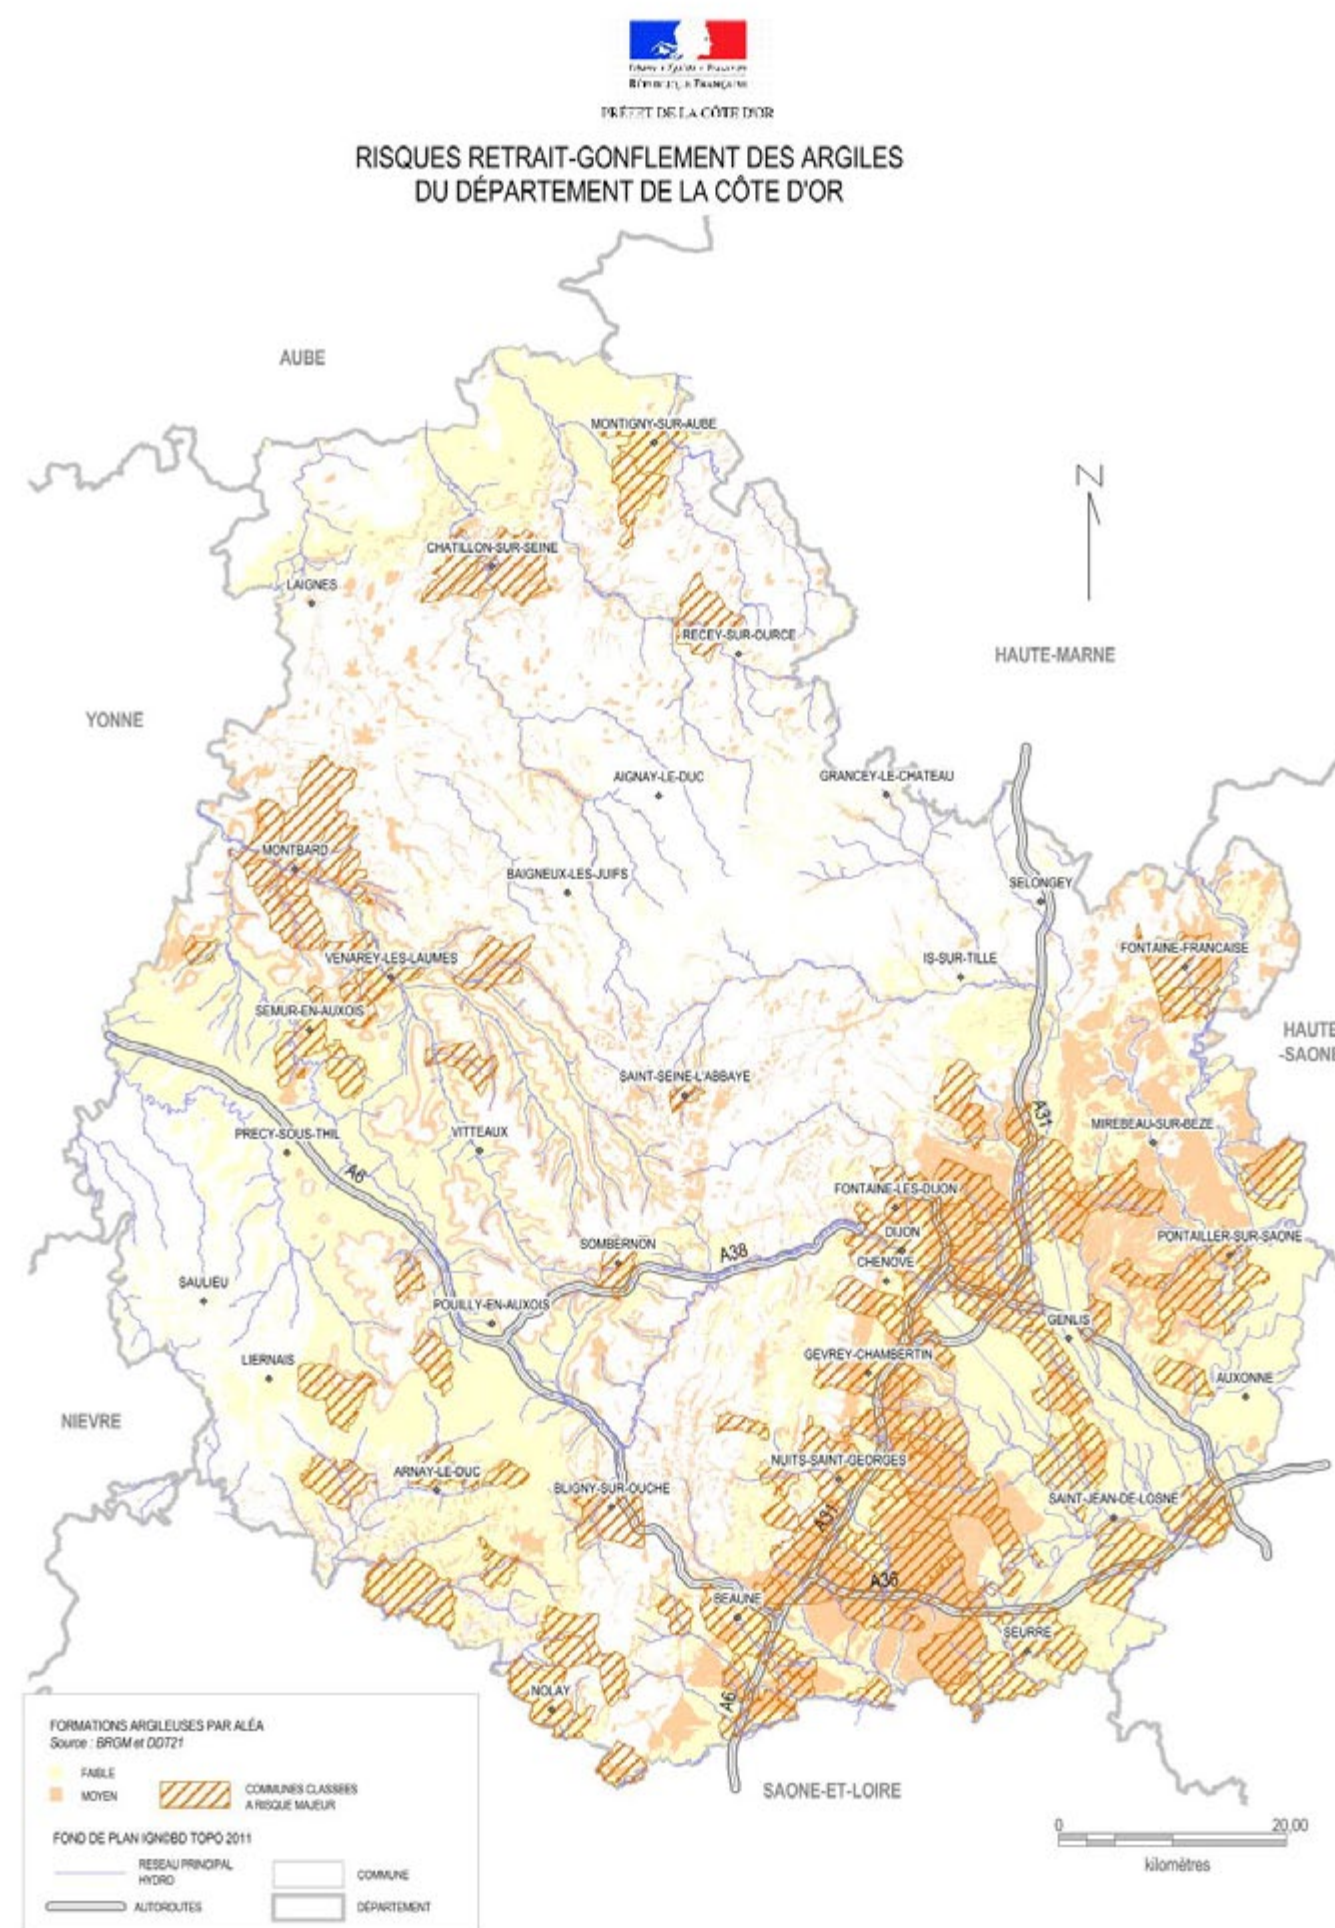 RÉPUBLIQUE FRANÇAISE
PRÉFET DE LA CÔTE D'OR
RISQUES RETRAIT-GONFLEMENT DES ARGILES
DU DÉPARTEMENT DE LA CÔTE D'OR
AUBE
MONTIGNY-SUR-AUBE
N
CHATILLON-SUR-SEINE
LAIGNES
RECEY-SUR-OURCE
HAUTE-MARNE
YONNE
AIGNAY-LE-DUC
GRANCEY-LE-CHATEAU
MONTBARD
BAIGNEUX-LES-JUIFS
SELONGEY
FONTAINE-FRANCAISE
VENAREY-LES-LAUMES
IS-SUR-TILLE
SEMUR-EN-AUXOIS
HAUTE
-SAONE
SAINT-SEINE-L'ABBAYE
A31
MIREBEAU-SUR-BEZE
PRECY-SOUS-THIL
VITTEAUX
A6
FONTAINE-LES-DIJON
DIJON
PONTAILLER-SUR-SAONE
SOMBERNON
A38
CHENOVE
SAULIEU
POUILLY-EN-AUXOIS
GENLIS
GEVREY-CHAMBERTIN
LIERNAIS
AUXONNE
NIEVRE
NUITS-SAINT-GEORGES
ARNAY-LE-DUC
BLIGNY-SUR-OUCHE
SAINT-JEAN-DE-LOSNE
A31
A36
BEAUNE
SEURRE
NOLAY
A6
SAONE-ET-LOIRE
FORMATIONS ARGILEUSES PAR ALÉA
Source : BRGM et DDT21
FAIBLE
MOYEN
COMMUNES CLASSEES
A RISQUE MAJEUR
FOND DE PLAN IGN©BD TOPO 2011
RESEAU PRINCIPAL
HYDRO
COMMUNE
AUTOROUTES
DÉPARTEMENT
0
20,00
kilomètres